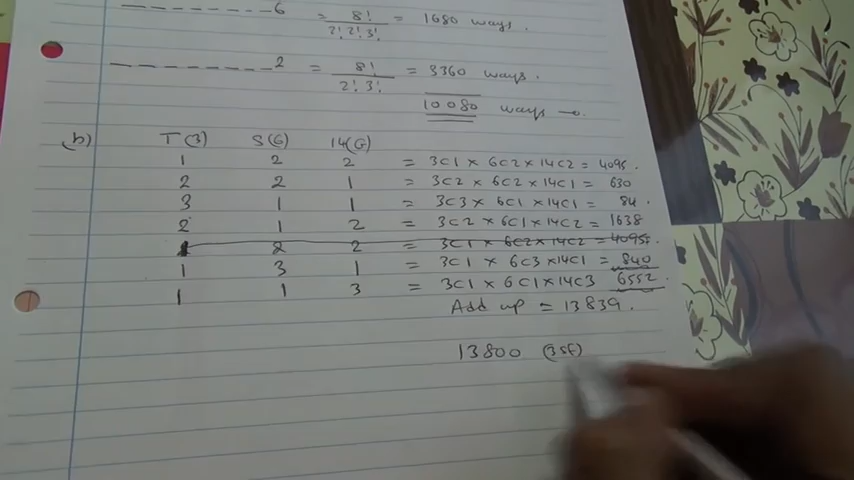 _ _ _ _ _ _ _ _ _ 6 = 8! / 2! 2! 3! = 1680 ways.
_ _ _ _ _ _ _ _ _ 2 = 8! / 2! 3! = 3360 ways.
10080 ways
b) T(3) S(6) 14(G)
1 2 2 = 3C1 × 6C2 × 14C2 = 4095.
2 2 1 = 3C2 × 6C2 × 14C1 = 630
3 1 1 = 3C3 × 6C1 × 14C1 = 84.
2 1 2 = 3C2 × 6C1 × 14C2 = 1638
1 2 2 = 3C1 × 6C2 × 14C2 = 4095.
1 3 1 = 3C1 × 6C3 × 14C1 = 840
1 1 3 = 3C1 × 6C1 × 14C3 6552.
Add up = 13839.
13800 (3sf)